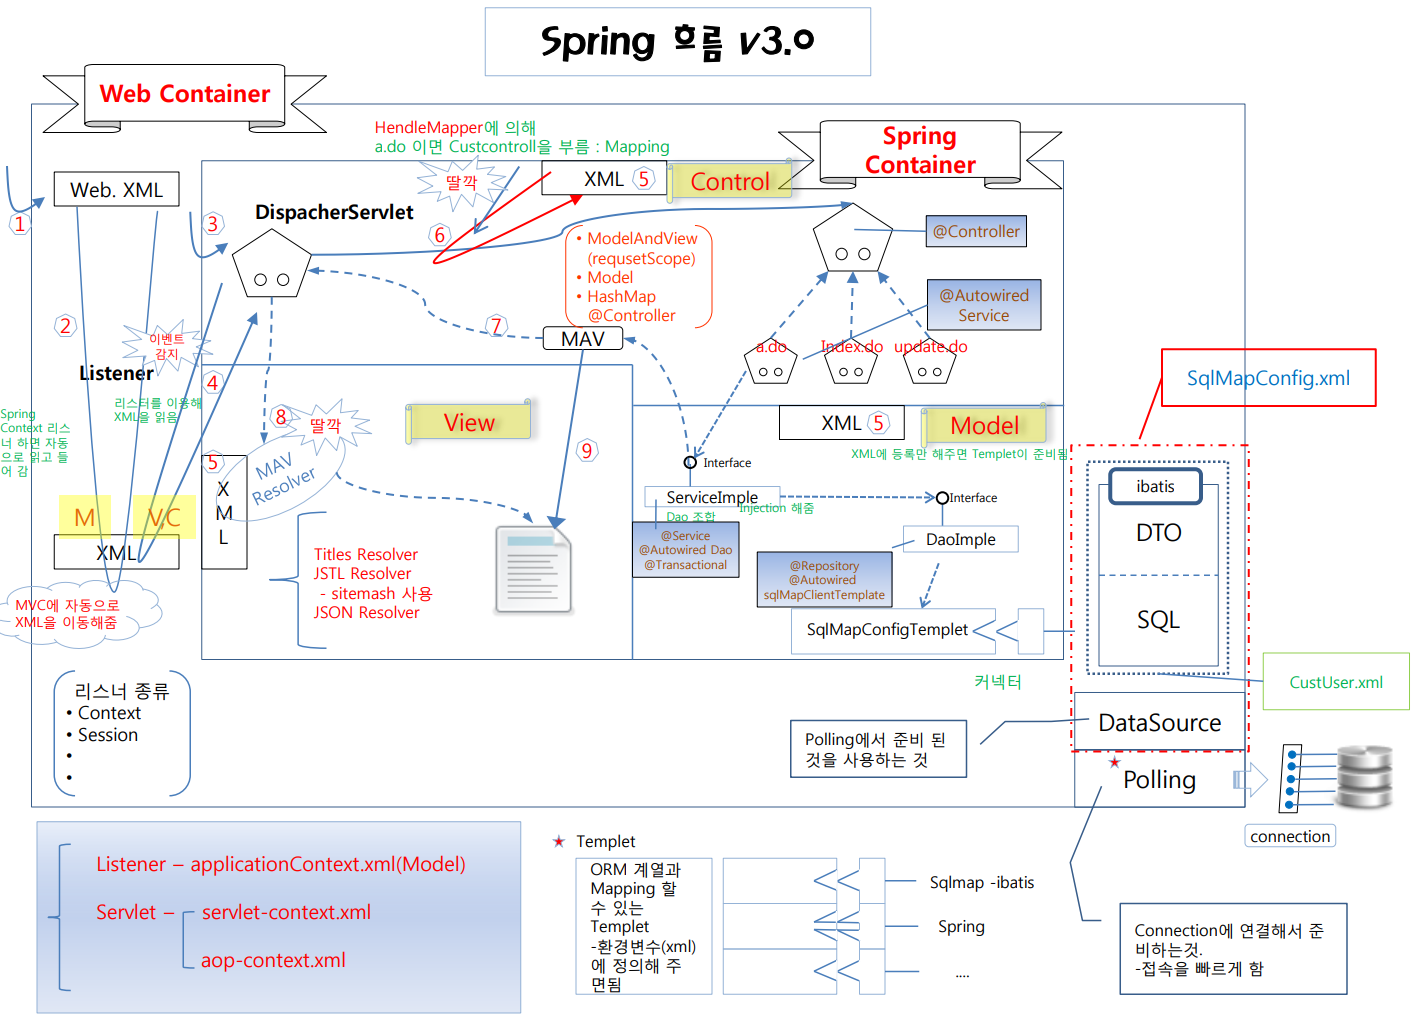 Spring 흐름 v3.0
Web Container
HendleMapper에 의해
a.do 이면 Custcontroll을 부름 : Mapping
Spring
Container
Web. XML
딸깍
XML
5
Control
1
3
DispacherServlet
6
@Controller
• ModelAndView
(requsetScope)
• Model
• HashMap
@Controller
@Autowired
Service
2
이벤트
감지
7
MAV
a.do
Index.do
update.do
Listener
4
SqlMapConfig.xml
리스터를 이용해
XML을 읽음
Spring
Context 리스
너 하면 자동
으로 읽고 들
어 감
8
딸깍
View
9
XML
5
Model
XML에 등록만 해주면 Templet이 준비됨
5
MAV
Resolver
X
M
L
Interface
ServiceImple
Interface
Injection 해줌
Dao 조합
ibatis
DTO
M
V,C
XML
@Service
@Autowired Dao
@Transactional
DaoImple
@Repository
@Autowired
sqlMapClientTemplate
Titles Resolver
JSTL Resolver
- sitemash 사용
JSON Resolver
MVC에 자동으로
XML을 이동해줌
SqlMapConfigTemplet
SQL
커넥터
CustUser.xml
리스너 종류
• Context
• Session
•
•
DataSource
Polling에서 준비 된
것을 사용하는 것
Polling
connection
Templet
Listener – applicationContext.xml(Model)
Servlet – servlet-context.xml
aop-context.xml
ORM 계열과
Mapping 할
수 있는
Templet
-환경변수(xml)
에 정의해 주
면됨
Sqlmap -ibatis
Spring
....
Connection에 연결해서 준
비하는것.
-접속을 빠르게 함